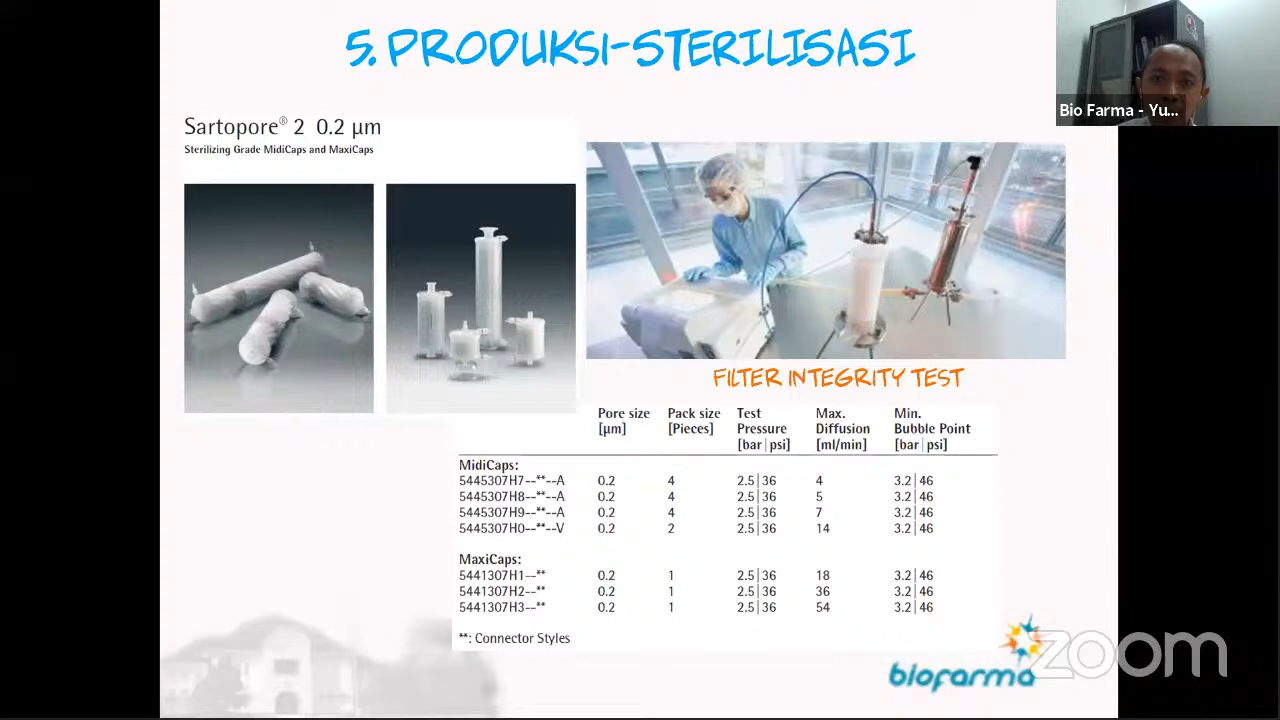 5. PRODUKSI-STERILISASI
Bio Farma - Yu...
Sartopore® 2 0.2 µm
Sterilizing Grade MidiCaps and MaxiCaps
FILTER INTEGRITY TEST
Pore size [µm] Pack size [Pieces] Test Pressure [bar|psi] Max. Diffusion [ml/min] Min. Bubble Point [bar|psi]
MidiCaps:
5445307H7--**--A 0.2 4 2.5|36 4 3.2|46
5445307H8--**--A 0.2 4 2.5|36 5 3.2|46
5445307H9--**--A 0.2 4 2.5|36 7 3.2|46
5445307H0--**--V 0.2 2 2.5|36 14 3.2|46
MaxiCaps:
5441307H1--** 0.2 1 2.5|36 18 3.2|46
5441307H2--** 0.2 1 2.5|36 36 3.2|46
5441307H3--** 0.2 1 2.5|36 54 3.2|46
**: Connector Styles
biofarma
zoom